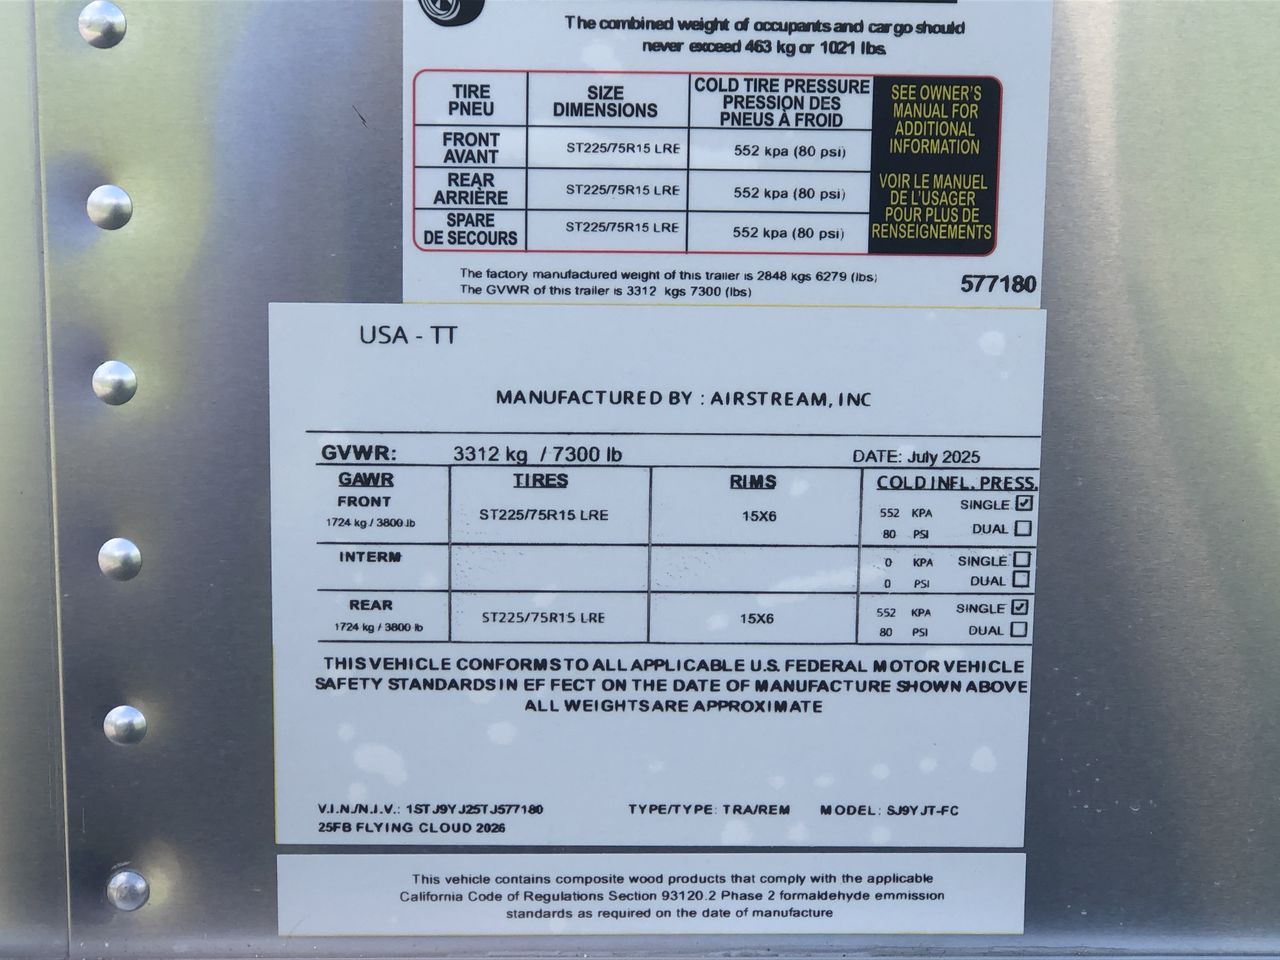 The combined weight of occupants and cargo should
never exceed 463 kg or 1021 lbs
TIRE
PNEU
SIZE
DIMENSIONS
COLD TIRE PRESSURE
PRESSION DES
PNEUS À FROID
SEE OWNER'S
MANUAL FOR
ADDITIONAL
INFORMATION
VOIR LE MANUEL
DE L'USAGER
POUR PLUS DE
RENSEIGNEMENTS
FRONT
AVANT
ST225/75R15 LRE
552 kpa (80 psi)
REAR
ARRIÈRE
ST225/75R15 LRE
552 kpa (80 psi)
SPARE
DE SECOURS
ST225/75R15 LRE
552 kpa (80 psi)
The factory manufactured weight of this trailer is 2848 kgs 6279 (lbs)
The GVWR of this trailer is 3312 kgs 7300 (lbs)
577180
USA - TT
MANUFACTURED BY : AIRSTREAM, INC
GVWR: 3312 kg / 7300 lb DATE: July 2025
GAWR TIRES RIMS COLD INFL. PRESS.
FRONT
1724 kg / 3800 lb
ST225/75R15 LRE
15X6
552 KPA SINGLE ☑
80 PSI DUAL ☐
INTERM
0 KPA SINGLE ☐
0 PSI DUAL ☐
REAR
1724 kg / 3800 lb
ST225/75R15 LRE
15X6
552 KPA SINGLE ☑
80 PSI DUAL ☐
THIS VEHICLE CONFORMS TO ALL APPLICABLE U.S. FEDERAL MOTOR VEHICLE
SAFETY STANDARDS IN EFFECT ON THE DATE OF MANUFACTURE SHOWN ABOVE
ALL WEIGHTS ARE APPROXIMATE
V.I.N./N.I.V.: 1STJ9YJ25TJ577180 TYPE/TYPE: TRA/REM MODEL: SJ9YJT-FC
25FB FLYING CLOUD 2026
This vehicle contains composite wood products that comply with the applicable
California Code of Regulations Section 93120.2 Phase 2 formaldehyde emmission
standards as required on the date of manufacture